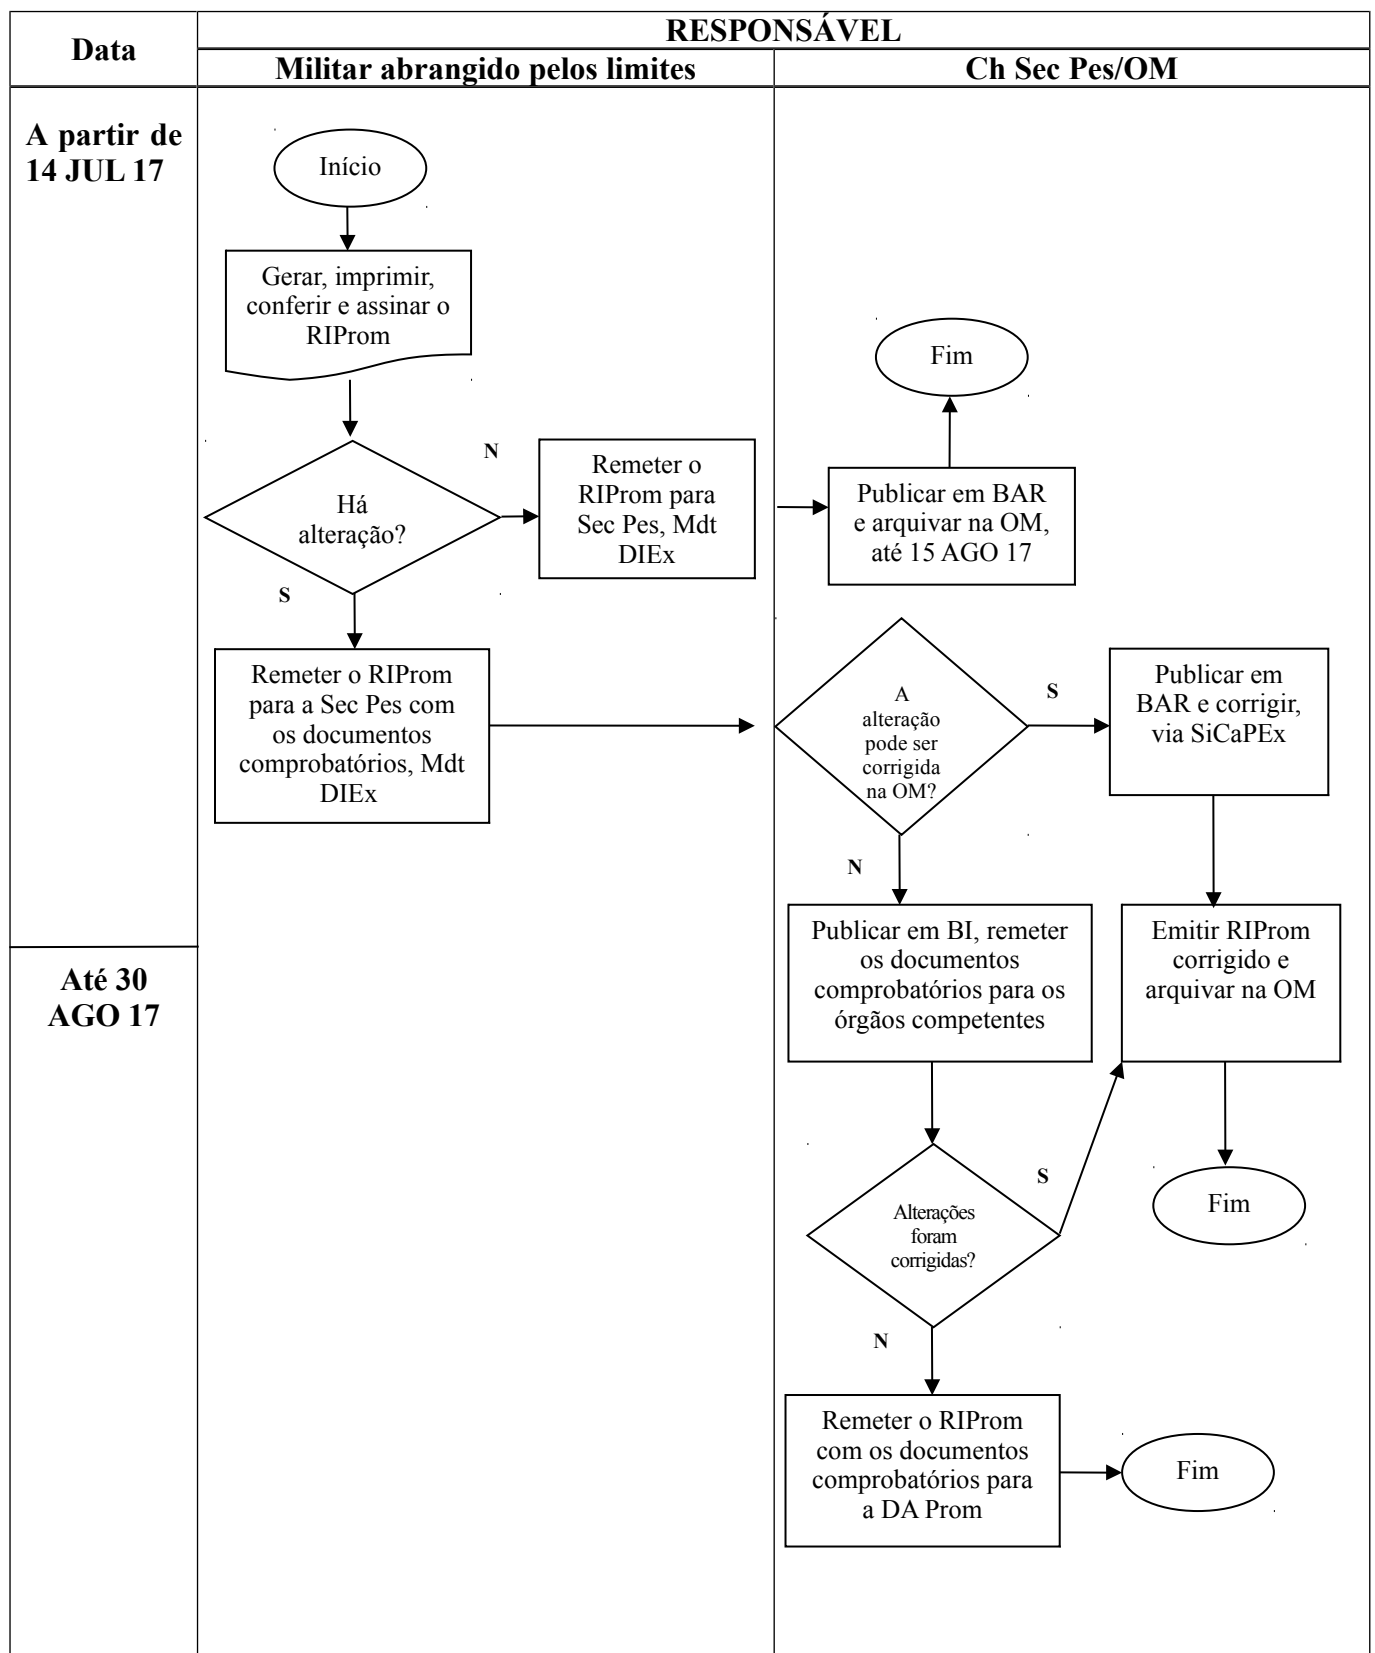 Data
RESPONSÁVEL
Militar abrangido pelos limites
Ch Sec Pes/OM
A partir de
14 JUL 17
Início
Gerar, imprimir,
conferir e assinar o
RIProm
Há
alteração?
N
Remeter o
RIProm para
Sec Pes, Mdt
DIEx
Fim
Publicar em BAR
e arquivar na OM,
até 15 AGO 17
S
Remeter o RIProm
para a Sec Pes com
os documentos
comprobatórios, Mdt
DIEx
A
alteração
pode ser
corrigida
na OM?
S
Publicar em
BAR e corrigir,
via SiCaPEx
N
Publicar em BI, remeter
os documentos
comprobatórios para os
órgãos competentes
Emitir RIProm
corrigido e
arquivar na OM
Até 30
AGO 17
Alterações
foram
corrigidas?
S
Fim
N
Remeter o RIProm
com os documentos
comprobatórios para
a DA Prom
Fim